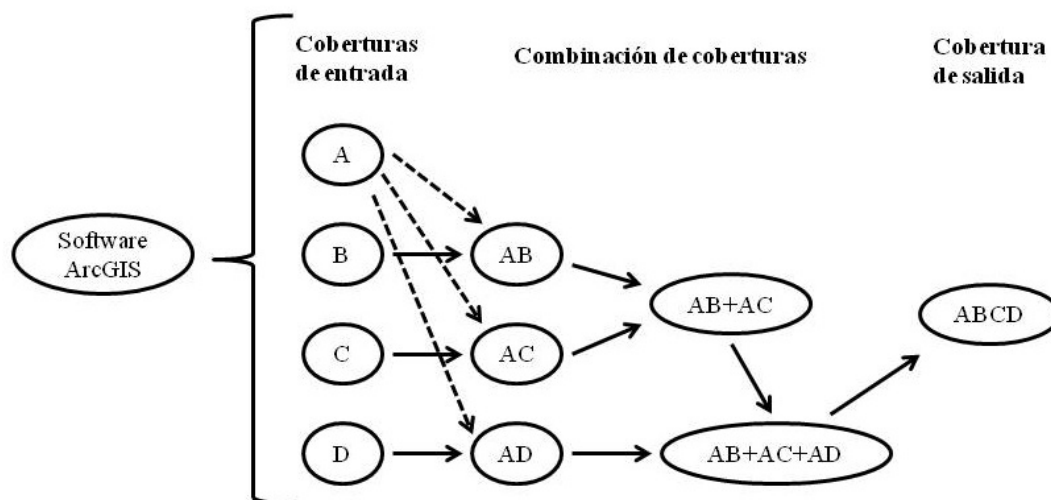 Coberturas
de entrada
Combinación de coberturas
Cobertura
de salida
Software
ArcGIS
A
B
AB
C
AC
D
AD
AB+AC
AB+AC+AD
ABCD